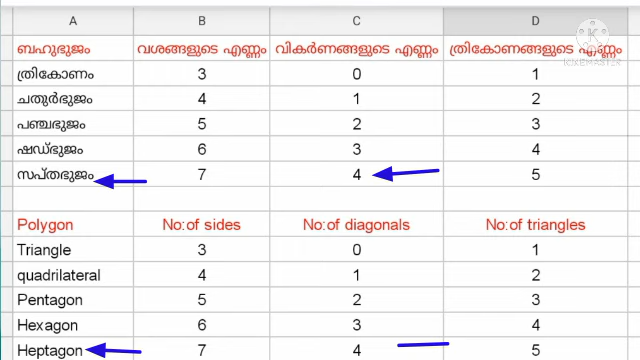 A B C D
ബഹുഭുജം വശങ്ങളുടെ എണ്ണം വികർണങ്ങളുടെ എണ്ണം ത്രികോണങ്ങളുടെ എണ്ണം
ത്രികോണം 3 0 1
ചതുർഭുജം 4 1 2
പഞ്ചഭുജം 5 2 3
ഷഡ്ഭുജം 6 3 4
സപ്തഭുജം 7 4 5
Polygon No:of sides No:of diagonals No:of triangles
Triangle 3 0 1
quadrilateral 4 1 2
Pentagon 5 2 3
Hexagon 6 3 4
Heptagon 7 4 5
KINEMASTER